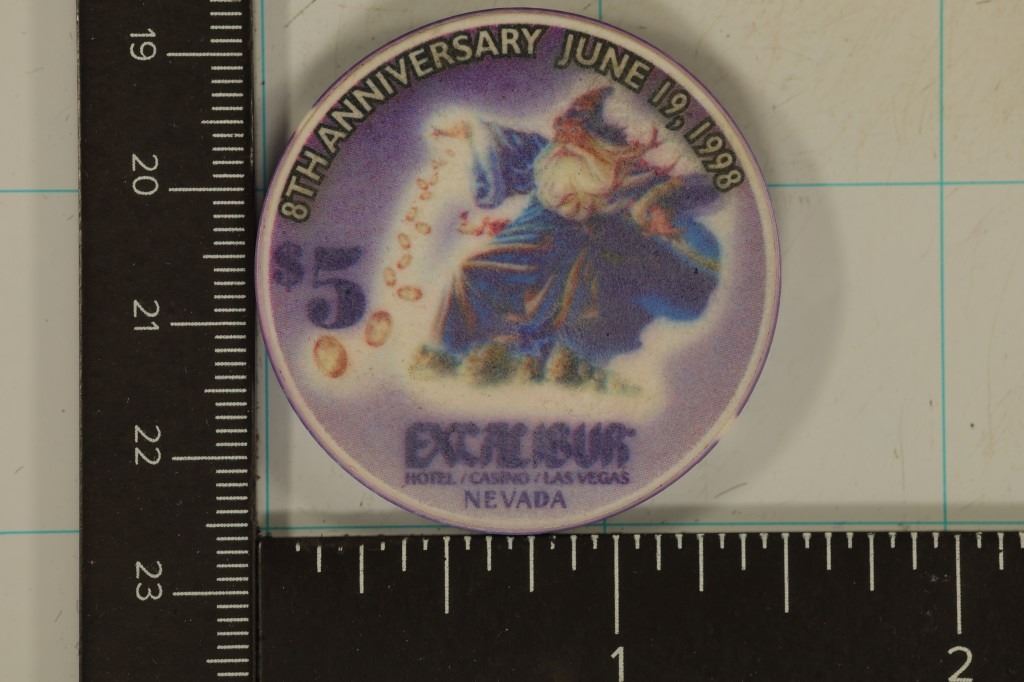 8TH ANNIVERSARY JUNE 19, 1998
$5
EXCALIBUR
HOTEL / CASINO / LAS VEGAS
NEVADA
19
20
21
22
23
1
2